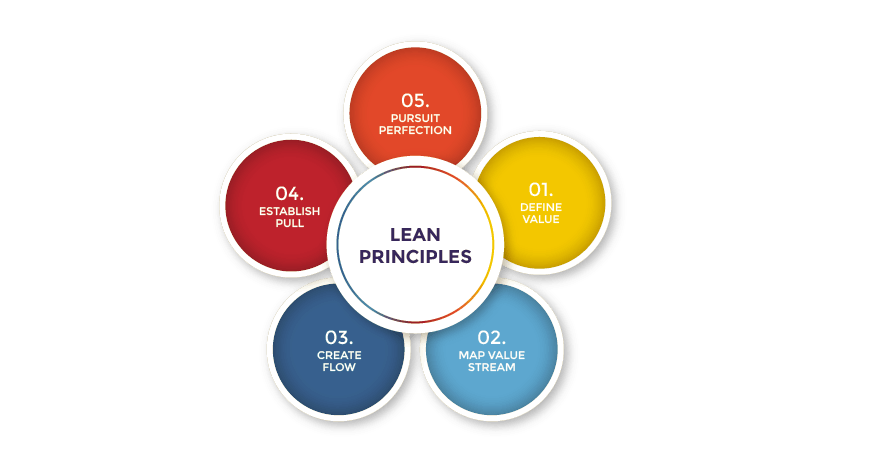 LEAN
PRINCIPLES
01.
DEFINE
VALUE
02.
MAP VALUE
STREAM
03.
CREATE
FLOW
04.
ESTABLISH
PULL
05.
PURSUIT
PERFECTION